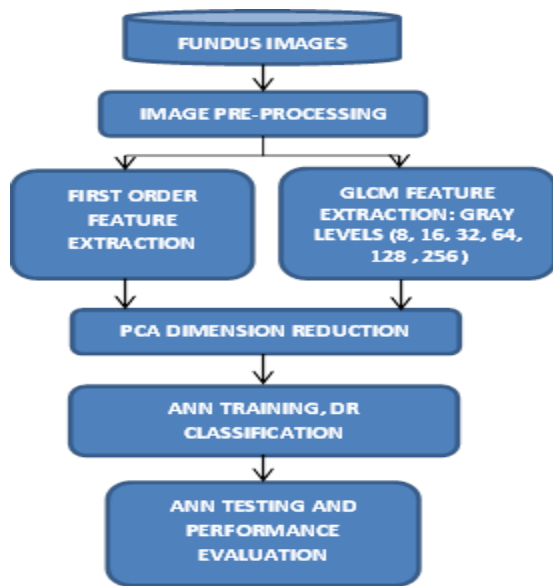 FUNDUS IMAGES
IMAGE PRE-PROCESSING
FIRST ORDER
FEATURE
EXTRACTION
GLCM FEATURE
EXTRACTION: GRAY
LEVELS (8, 16, 32, 64,
128 , 256 )
PCA DIMENSION REDUCTION
ANN TRAINING, DR
CLASSIFICATION
ANN TESTING AND
PERFORMANCE
EVALUATION